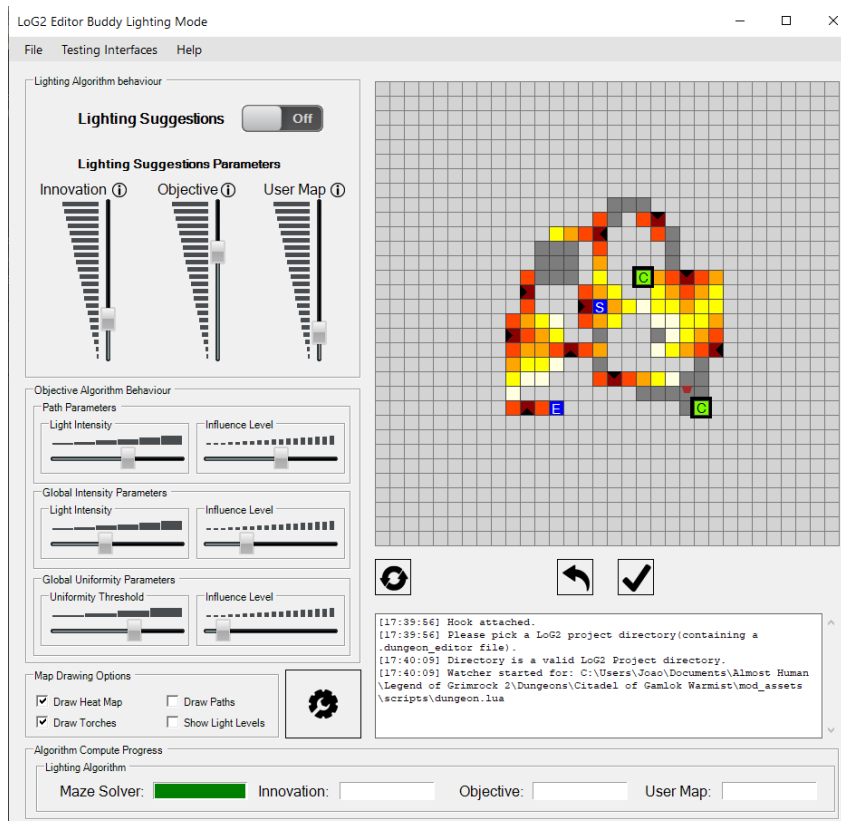 LoG2 Editor Buddy Lighting Mode
File Testing Interfaces Help
Lighting Algorithm behaviour
Lighting Suggestions Off
Lighting Suggestions Parameters
Innovation Objective User Map
C
S
E
C
Objective Algorithm Behaviour
Path Parameters
Light Intensity Influence Level
Global Intensity Parameters
Light Intensity Influence Level
Global Uniformity Parameters
Uniformity Threshold Influence Level
Map Drawing Options
Draw Heat Map Draw Paths
Draw Torches Show Light Levels
[17:39:56] Hook attached.
[17:39:56] Please pick a LoG2 project directory(containing a
.dungeon_editor file).
[17:40:09] Directory is a valid LoG2 Project directory.
[17:40:09] Watcher started for: C:\Users\Joao\Documents\Almost Human
\Legend of Grimrock 2\Dungeons\Citadel of Gamlok Warmist\mod_assets
\scripts\dungeon.lua
Algorithm Compute Progress
Lighting Algorithm
Maze Solver: Innovation: Objective: User Map: